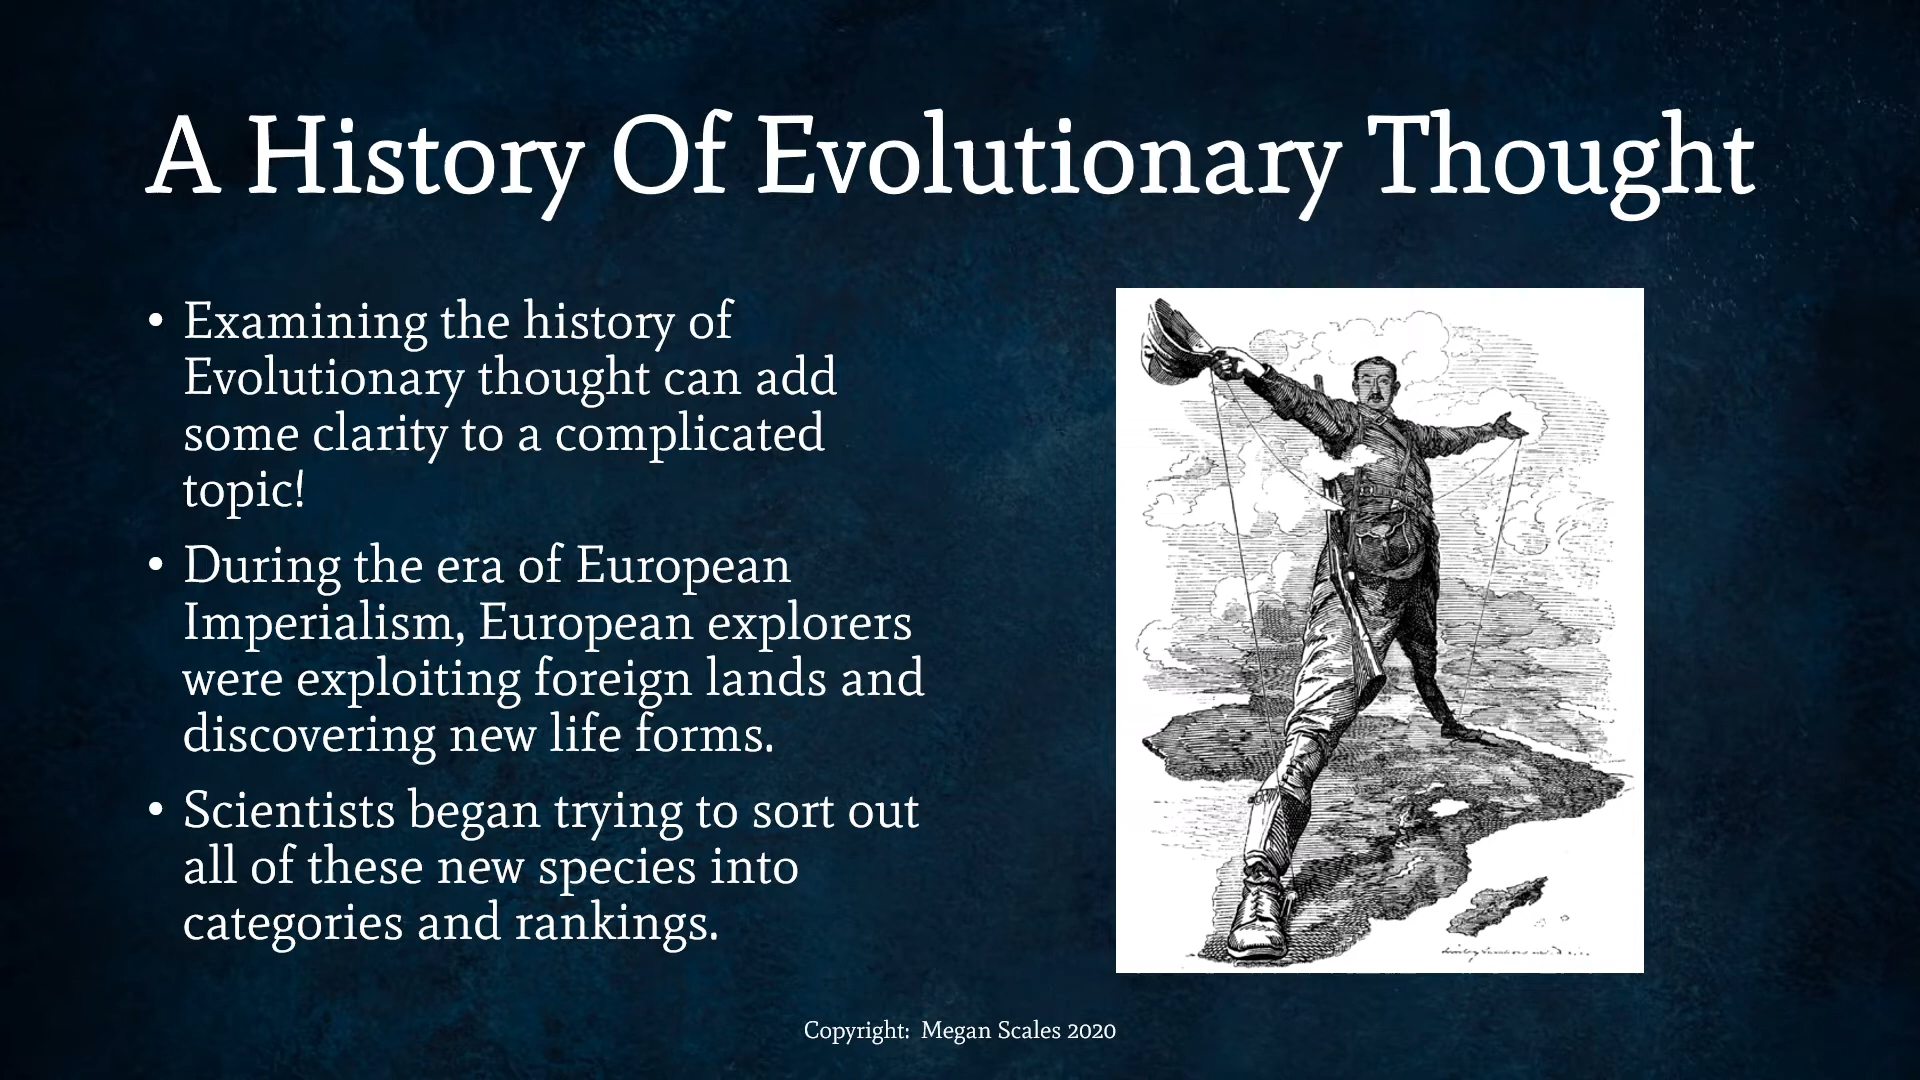 A History Of Evolutionary Thought
• Examining the history of
Evolutionary thought can add
some clarity to a complicated
topic!
• During the era of European
Imperialism, European explorers
were exploiting foreign lands and
discovering new life forms.
• Scientists began trying to sort out
all of these new species into
categories and rankings.
Copyright:  Megan Scales 2020